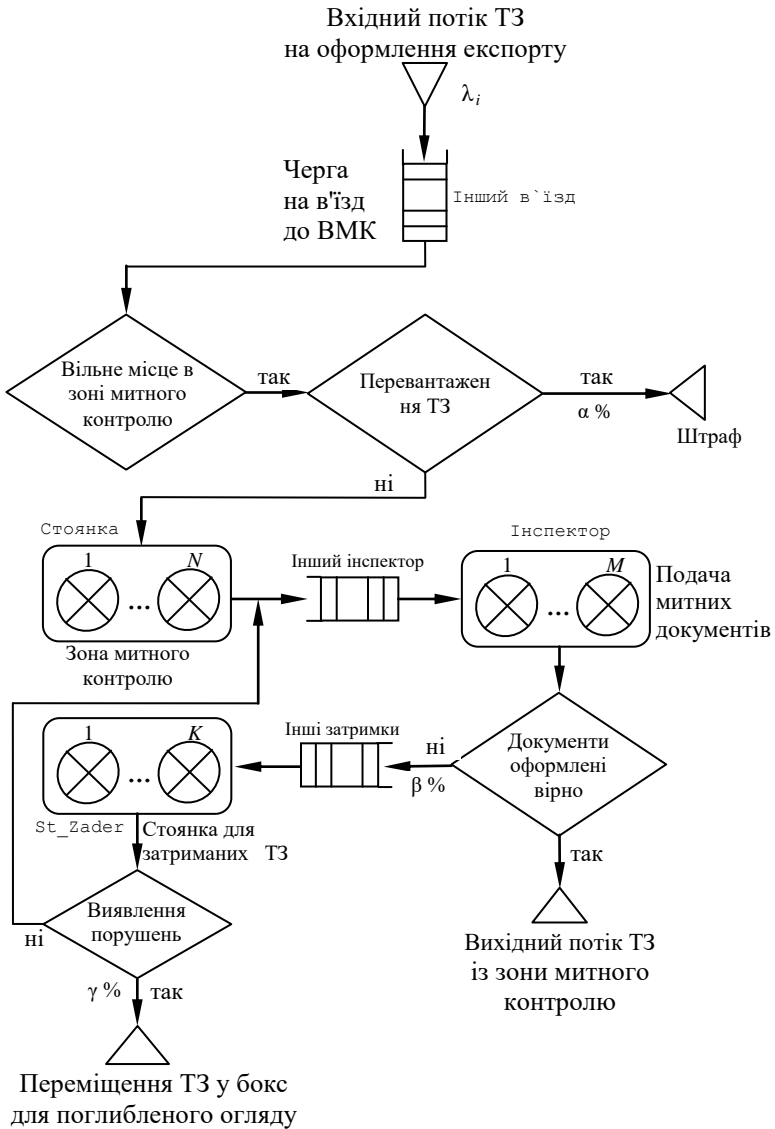 Вхідний потік ТЗ
на оформлення експорту
λi
Черга
на в'їзд
до ВМК
Інший в`їзд
Вільне місце в
зоні митного
контролю
так
Перевантажен
ня ТЗ
так
α %
Штраф
ні
Стоянка
1
N
...
Зона митного
контролю
Інший інспектор
Інспектор
1
M
...
Подача
митних
документів
Документи
оформлені
вірно
ні
β %
так
Вихідний потік ТЗ
із зони митного
контролю
Інші затримки
1
K
...
St_Zader
Стоянка для
затриманих ТЗ
Виявлення
порушень
ні
γ %
так
Переміщення ТЗ у бокс
для поглибленого огляду